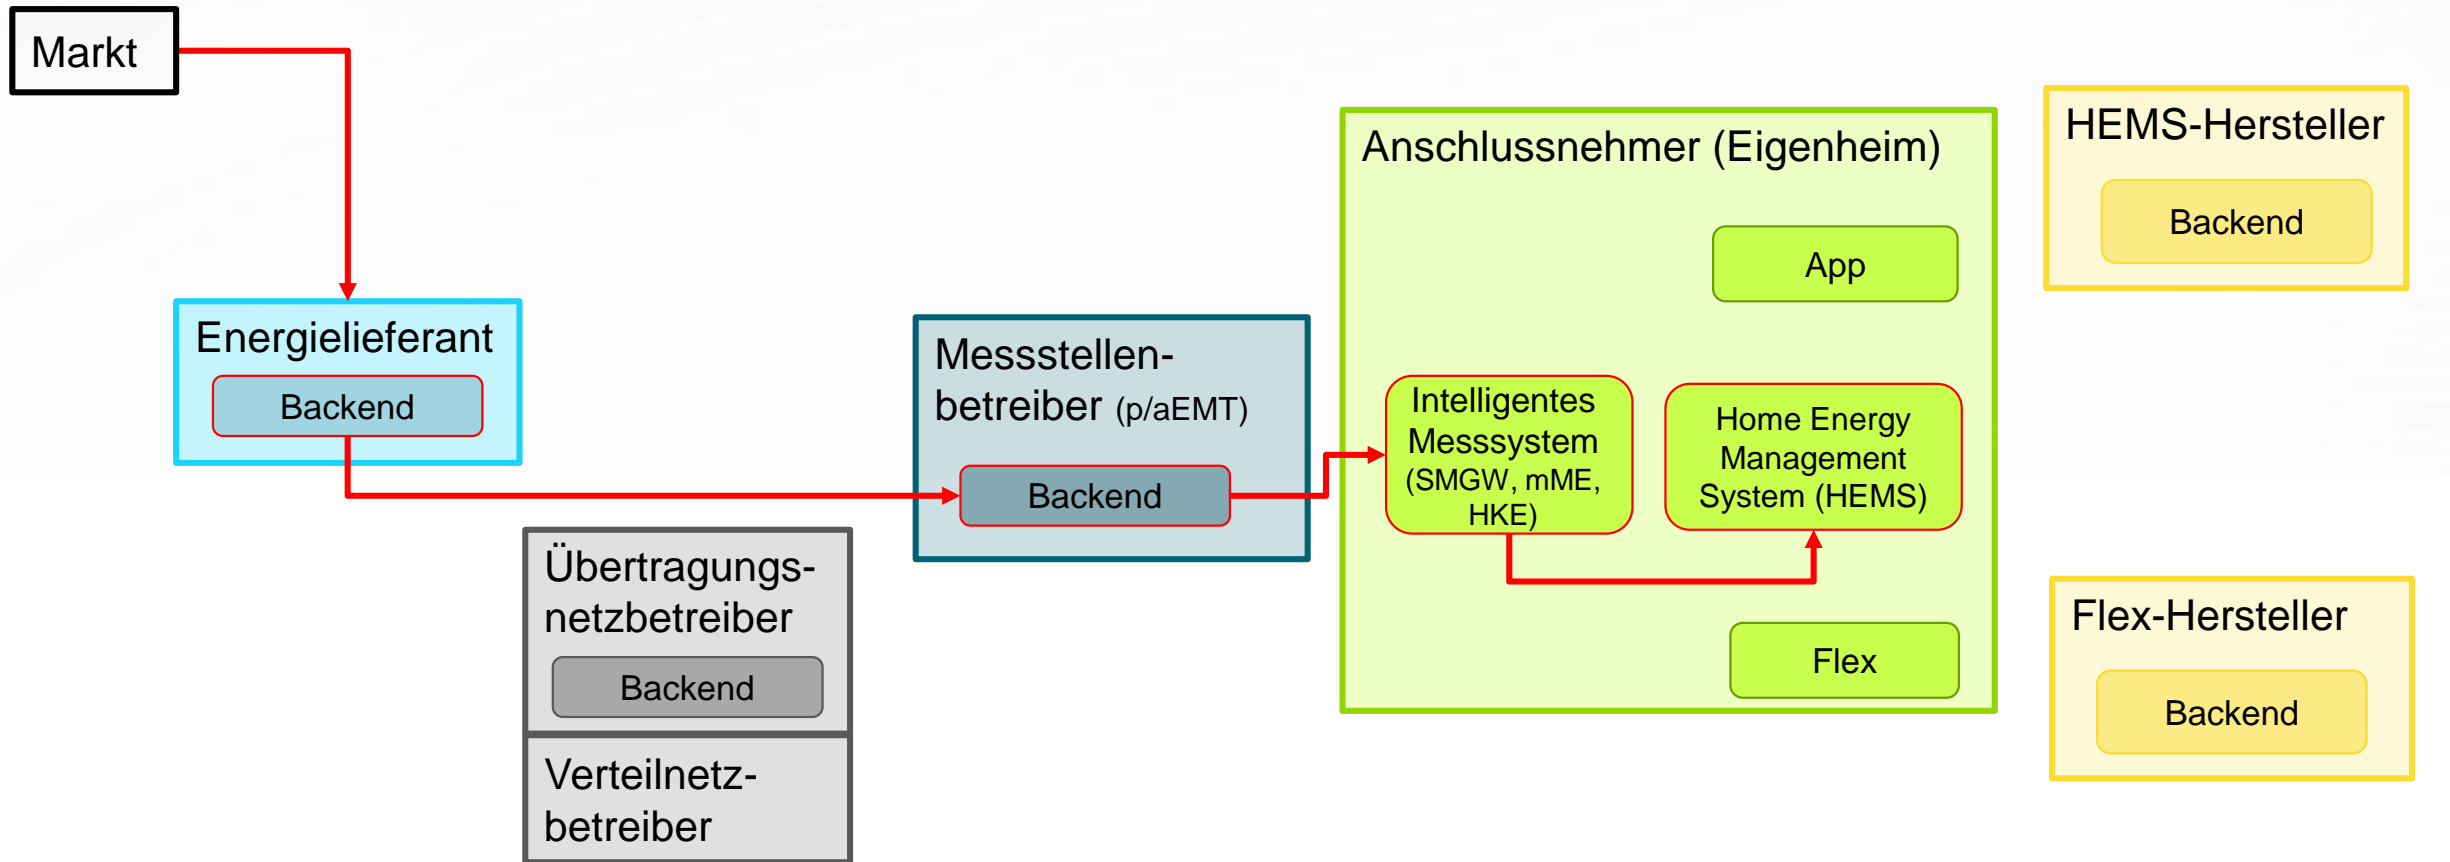 Markt
Energielieferant
Backend
Übertragungs-
netzbetreiber
Backend
Verteilnetz-
betreiber
Messstellen-
betreiber (p/aEMT)
Backend
Anschlussnehmer (Eigenheim)
App
Intelligentes
Messsystem
(SMGW, mME,
HKE)
Home Energy
Management
System (HEMS)
Flex
HEMS-Hersteller
Backend
Flex-Hersteller
Backend